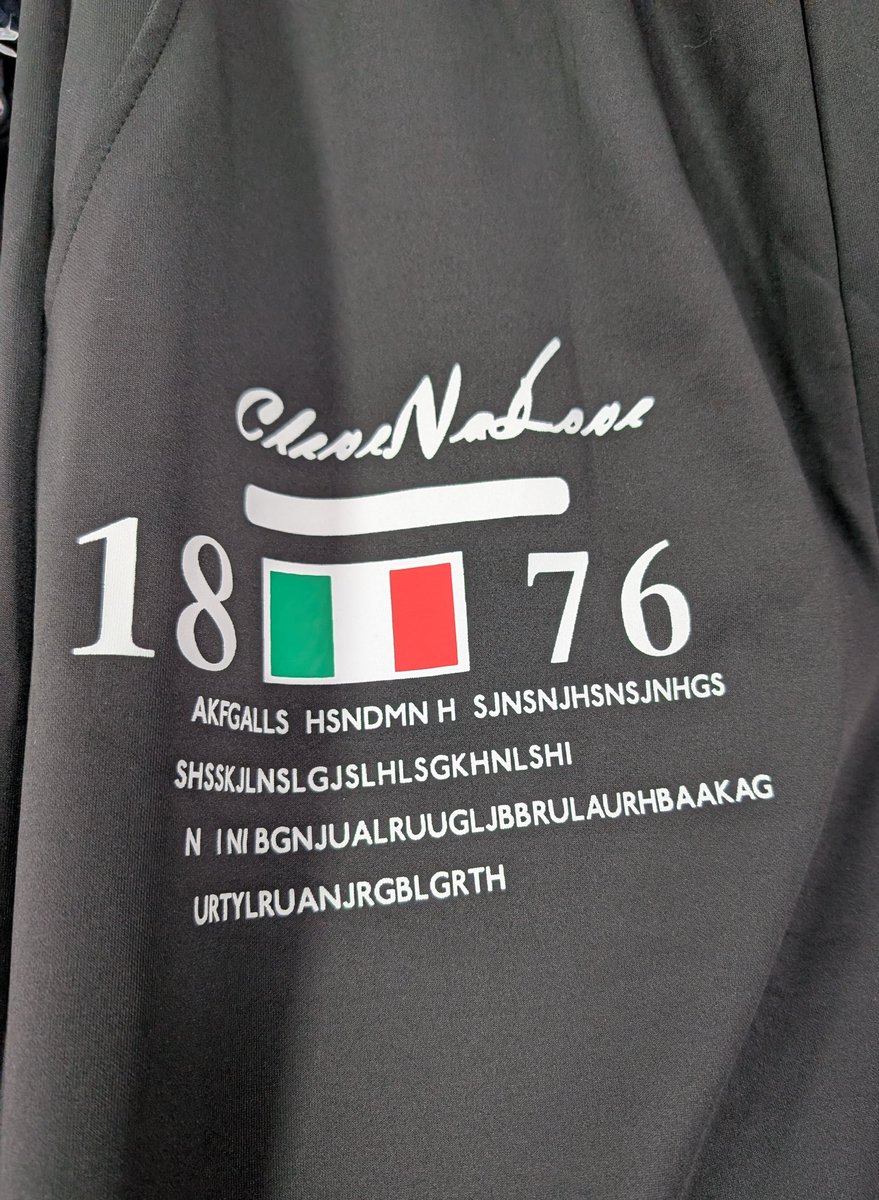 1876
AKFGALLS HSNDMN H SJNSNJHSNSJNHGS
SHSSKJLNSLGJSLHLSGKHNLSHI
N INI BGNJUALRUUGLJBBRULAURHBAAKAG
URTYLRUANJRGBLGRTH